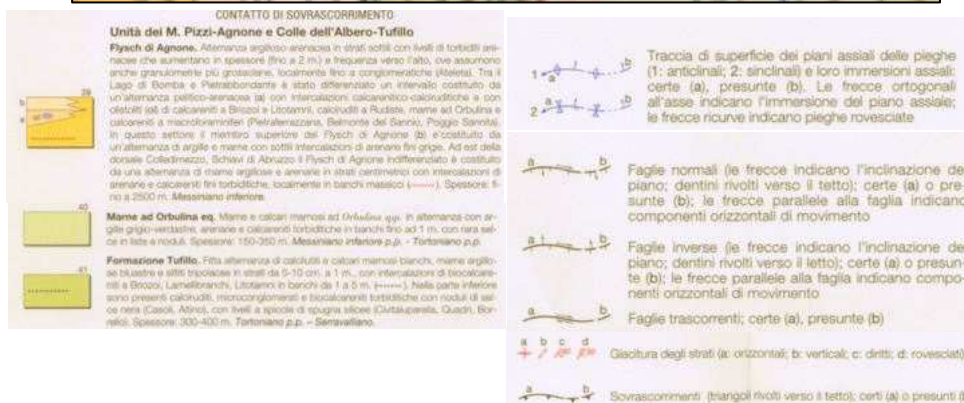 CONTATTO DI SOVRASCORRIMENTO
Unità dei M. Pizzi-Agnone e Colle dell'Albero-Tufillo
39
b
a
Flysch di Agnone. Alternanza argilloso-arenacea in strati sottili con livelli di torbiditi are-
nacee che aumentano in spessore (fino a 2 m.) e frequenza verso l'alto, ove assumono
anche granulometrie più grossolane, localmente fino a conglomeratiche (Ateleta). Tra il
Lago di Bomba e Pietrabbondante è stato differenziato un intervallo costituito da
un'alternanza pelitico-arenacea (a) con intercalazioni calcarenitico-calciruditiche e con
olistoliti (ol) di calcareniti a Briozoi e Litotamni, calciruditi a Rudiste, marne ad Orbulina e
calcareniti a macroforaminiferi (Pietraferrazzana, Belmonte del Sannio, Poggio Sannita).
In questo settore il membro superiore del Flysch di Agnone (b) è costituito da
un'alternanza di argille e marne con sottili intercalazioni di arenarie fini grigie. Ad est della
dorsale Colledimezzo, Schiavi di Abruzzo il Flysch di Agnone indifferenziato è costituito
da una alternanza di marne argillose e arenarie in strati centimetrici con intercalazioni di
arenarie e calcareniti fini torbiditiche, localmente in banchi massicci (-------). Spessore: fi-
no a 2500 m. Messiniano inferiore.
40
Marne ad Orbulina eq. Marne e calcari marnosi ad Orbulina spp. in alternanza con ar-
gille grigio-verdastre, arenarie e calcareniti torbiditiche in banchi fino ad 1 m. con rara sel-
ce in liste e noduli. Spessore: 150-350 m. Messiniano inferiore p.p. - Tortoniano p.p.
41
Formazione Tufillo. Fitta alternanza di calcilutiti e calcari marnosi bianchi, marne argillo-
se bluastre e siltiti tripolacee in strati da 5-10 cm. a 1 m., con intercalazioni di biocalcare-
niti a Briozoi, Lamellibranchi, Litotamni in banchi da 1 a 5 m. (-------). Nella parte inferiore
sono presenti calciruditi, microconglomerati e biocalcareniti torbiditiche con noduli di sel-
ce nera (Casoli, Altino), con livelli a spicole di spugna silicee (Civitaluparella, Quadri, Bor-
rello). Spessore: 300-400 m. Tortoniano p.p. – Serravalliano.
1 a b
2 a b
Traccia di superficie dei piani assiali delle pieghe
(1: anticlinali; 2: sinclinali) e loro immersioni assiali:
certe (a), presunte (b). Le frecce ortogonali
all'asse indicano l'immersione del piano assiale;
le frecce ricurve indicano pieghe rovesciate
a b
Faglie normali (le frecce indicano l'inclinazione de
piano; dentini rivolti verso il tetto); certe (a) o pre-
sunte (b); le frecce parallele alla faglia indicano
componenti orizzontali di movimento
a b
Faglie inverse (le frecce indicano l'inclinazione de
piano; dentini rivolti verso il letto); certe (a) o presun-
te (b); le frecce parallele alla faglia indicano compo-
nenti orizzontali di movimento
a b
Faglie trascorrenti; certe (a), presunte (b)
a b c d
Giacitura degli strati (a: orizzontali; b: verticali; c: diritti; d: rovesciati)
a b
Sovrascorrimenti (triangoli rivolti verso il tetto); certi (a) o presunti (b